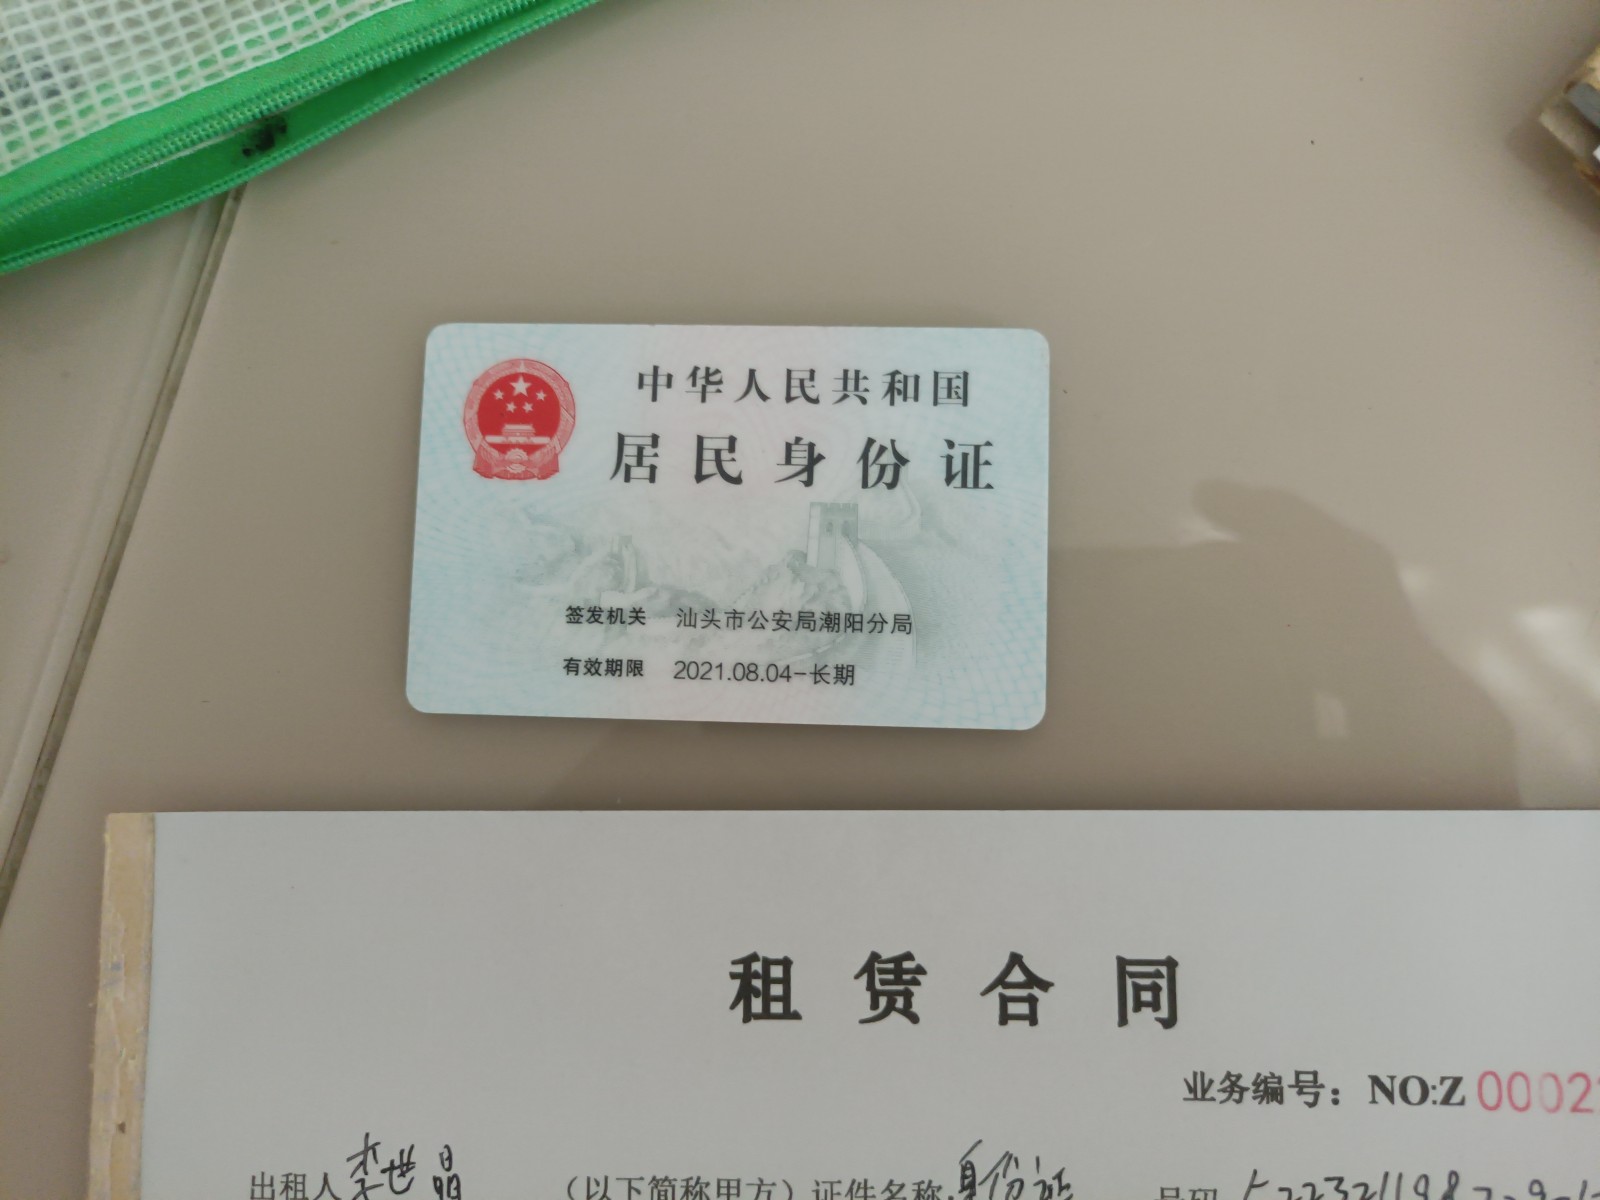 中华人民共和国
居民身份证
签发机关 汕头市公安局潮阳分局
有效期限 2021.08.04-长期
租赁合同
业务编号：NO:Z 0002
出租人李世晶（以下简称甲方）证件名称身份证 号码